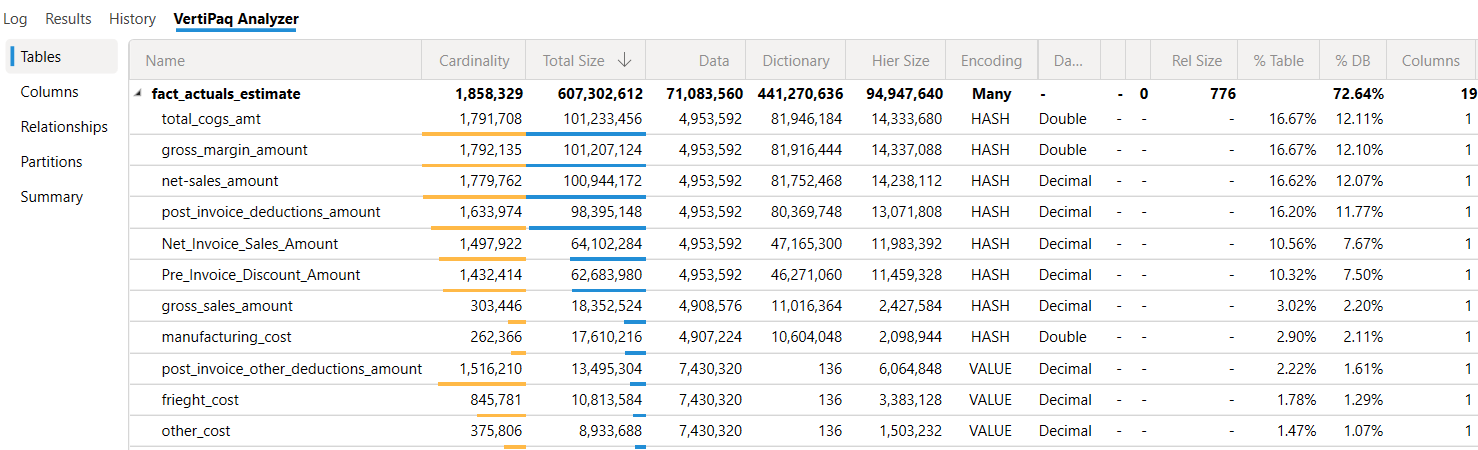 Log Results History VertiPaq Analyzer
Tables
Columns
Relationships
Partitions
Summary
Name Cardinality Total Size ↓ Data Dictionary Hier Size Encoding Da... Rel Size % Table % DB Columns
fact_actuals_estimate 1,858,329 607,302,612 71,083,560 441,270,636 94,947,640 Many - - 0 776 72.64% 19
total_cogs_amt 1,791,708 101,233,456 4,953,592 81,946,184 14,333,680 HASH Double - - - 16.67% 12.11% 1
gross_margin_amount 1,792,135 101,207,124 4,953,592 81,916,444 14,337,088 HASH Double - - - 16.67% 12.10% 1
net-sales_amount 1,779,762 100,944,172 4,953,592 81,752,468 14,238,112 HASH Decimal - - - 16.62% 12.07% 1
post_invoice_deductions_amount 1,633,974 98,395,148 4,953,592 80,369,748 13,071,808 HASH Decimal - - - 16.20% 11.77% 1
Net_Invoice_Sales_Amount 1,497,922 64,102,284 4,953,592 47,165,300 11,983,392 HASH Decimal - - - 10.56% 7.67% 1
Pre_Invoice_Discount_Amount 1,432,414 62,683,980 4,953,592 46,271,060 11,459,328 HASH Decimal - - - 10.32% 7.50% 1
gross_sales_amount 303,446 18,352,524 4,908,576 11,016,364 2,427,584 HASH Decimal - - - 3.02% 2.20% 1
manufacturing_cost 262,366 17,610,216 4,907,224 10,604,048 2,098,944 HASH Double - - - 2.90% 2.11% 1
post_invoice_other_deductions_amount 1,516,210 13,495,304 7,430,320 136 6,064,848 VALUE Decimal - - - 2.22% 1.61% 1
frieght_cost 845,781 10,813,584 7,430,320 136 3,383,128 VALUE Decimal - - - 1.78% 1.29% 1
other_cost 375,806 8,933,688 7,430,320 136 1,503,232 VALUE Decimal - - - 1.47% 1.07% 1